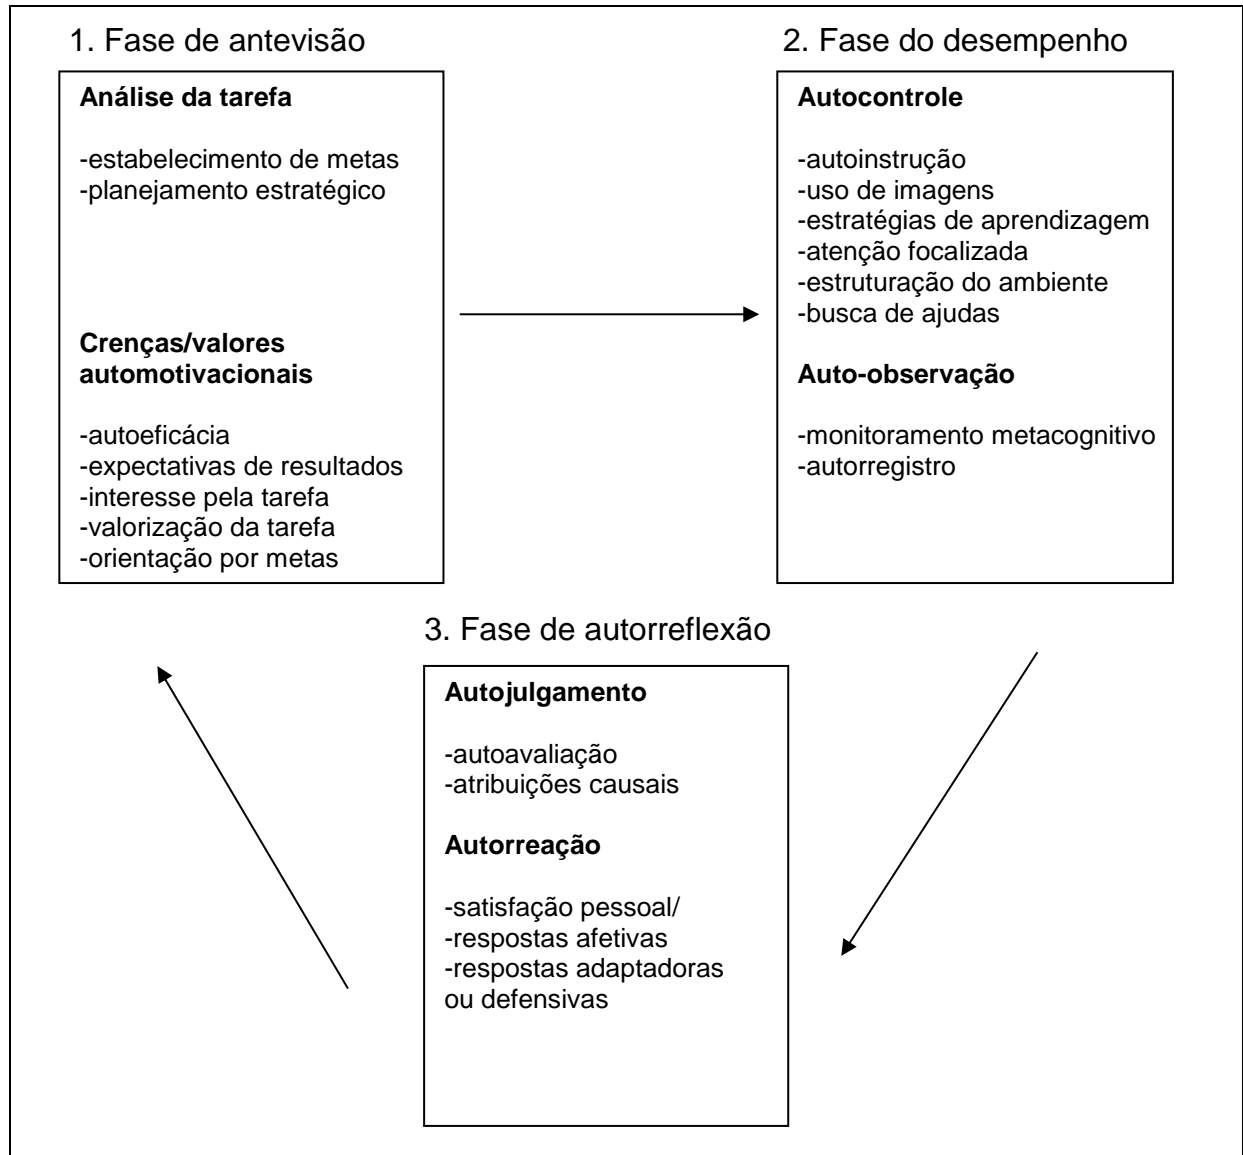 1. Fase de antevisão
Análise da tarefa
-estabelecimento de metas
-planejamento estratégico
Crenças/valores
automotivacionais
-autoeficácia
-expectativas de resultados
-interesse pela tarefa
-valorização da tarefa
-orientação por metas
2. Fase do desempenho
Autocontrole
-autoinstrução
-uso de imagens
-estratégias de aprendizagem
-atenção focalizada
-estruturação do ambiente
-busca de ajudas
Auto-observação
-monitoramento metacognitivo
-autorregistro
3. Fase de autorreflexão
Autojulgamento
-autoavaliação
-atribuições causais
Autorreação
-satisfação pessoal/
-respostas afetivas
-respostas adaptadoras
ou defensivas